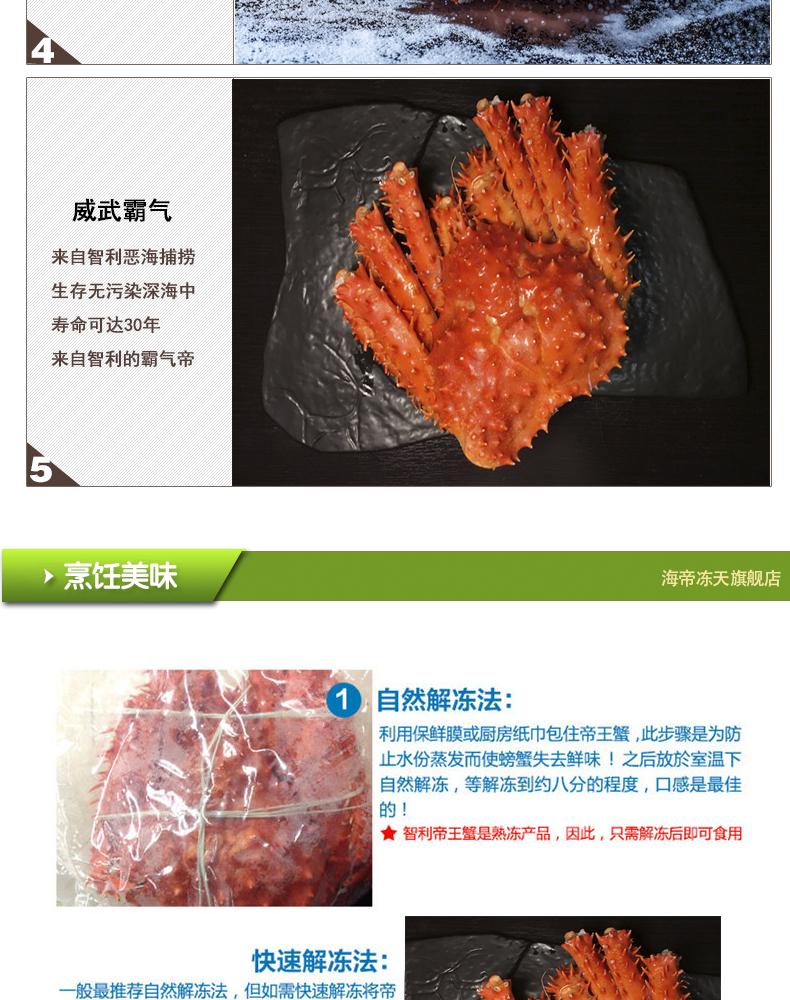 4
威武霸气
来自智利恶海捕捞
生存无污染深海中
寿命可达30年
来自智利的霸气帝
5
烹饪美味
海帝冻天旗舰店
1
自然解冻法：
利用保鲜膜或厨房纸巾包住帝王蟹，此步骤是为防
止水份蒸发而使螃蟹失去鲜味！之后放於室温下
自然解冻，等解冻到约八分的程度，口感是最佳
的！
★ 智利帝王蟹是熟冻产品，因此，只需解冻后即可食用
快速解冻法：
一般最推荐自然解冻法，但如需快速解冻将帝